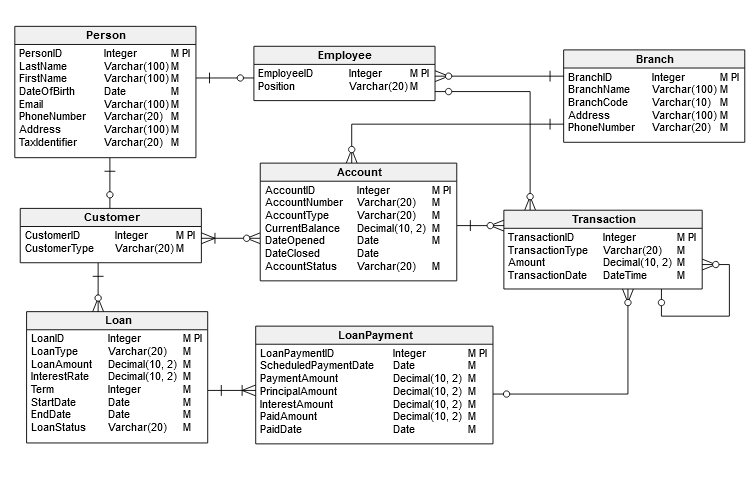 Person
PersonID Integer M PI
LastName Varchar(100) M
FirstName Varchar(100) M
DateOfBirth Date M
Email Varchar(100) M
PhoneNumber Varchar(20) M
Address Varchar(100) M
TaxIdentifier Varchar(20) M
Employee
EmployeeID Integer M PI
Position Varchar(20) M
Branch
BranchID Integer M PI
BranchName Varchar(100) M
BranchCode Varchar(10) M
Address Varchar(100) M
PhoneNumber Varchar(20) M
Account
AccountID Integer M PI
AccountNumber Varchar(20) M
AccountType Varchar(20) M
CurrentBalance Decimal(10, 2) M
DateOpened Date M
DateClosed Date
AccountStatus Varchar(20) M
Customer
CustomerID Integer M PI
CustomerType Varchar(20) M
Transaction
TransactionID Integer M PI
TransactionType Varchar(20) M
Amount Decimal(10, 2) M
TransactionDate DateTime M
Loan
LoanID Integer M PI
LoanType Varchar(20) M
LoanAmount Decimal(10, 2) M
InterestRate Decimal(10, 2) M
Term Integer M
StartDate Date M
EndDate Date M
LoanStatus Varchar(20) M
LoanPayment
LoanPaymentID Integer M PI
ScheduledPaymentDate Date M
PaymentAmount Decimal(10, 2) M
PrincipalAmount Decimal(10, 2) M
InterestAmount Decimal(10, 2) M
PaidAmount Decimal(10, 2) M
PaidDate Date M